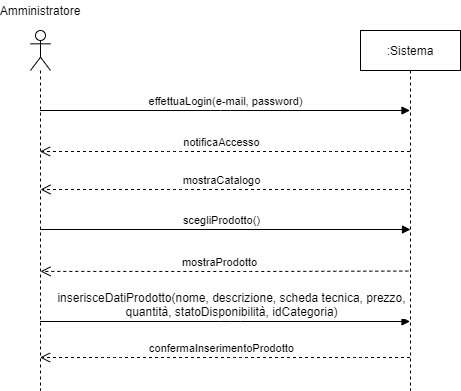 Amministratore
:Sistema
effettuaLogin(e-mail, password)
notificaAccesso
mostraCatalogo
scegliProdotto()
mostraProdotto
inserisceDatiProdotto(nome, descrizione, scheda tecnica, prezzo,
quantità, statoDisponibilità, idCategoria)
confermaInserimentoProdotto